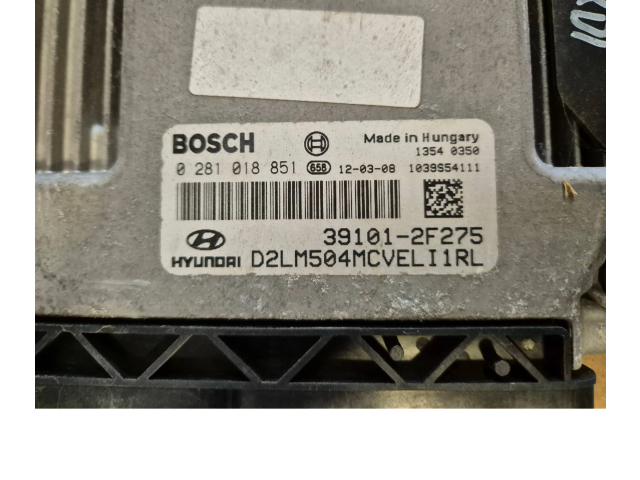 BOSCH
Made in Hungary
1354 0350
0 281 018 851 658 12-03-08 1039S54111
39101-2F275
HYUNDAI D2LM504MCVELI1RL